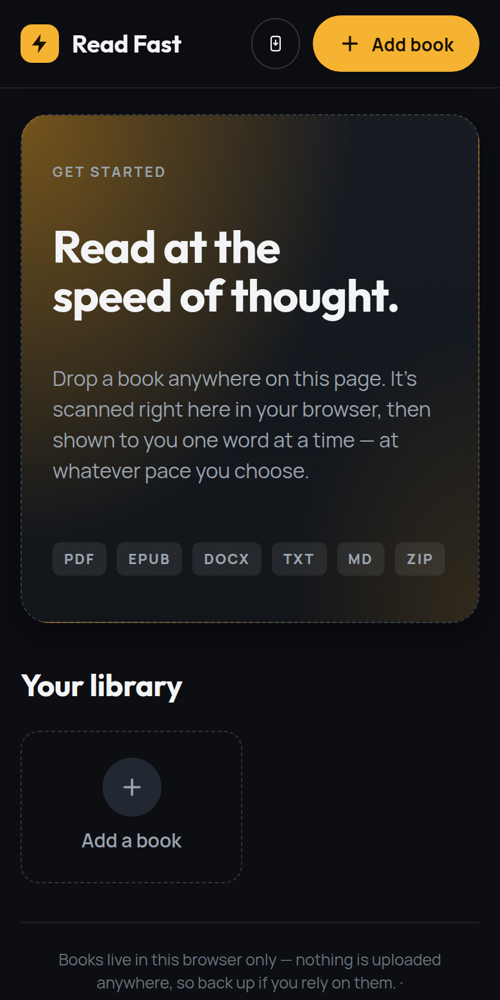 Read Fast
Add book
GET STARTED
Read at the
speed of thought.
Drop a book anywhere on this page. It’s
scanned right here in your browser, then
shown to you one word at a time — at
whatever pace you choose.
PDF EPUB DOCX TXT MD ZIP
Your library
Add a book
Books live in this browser only — nothing is uploaded
anywhere, so back up if you rely on them. ·